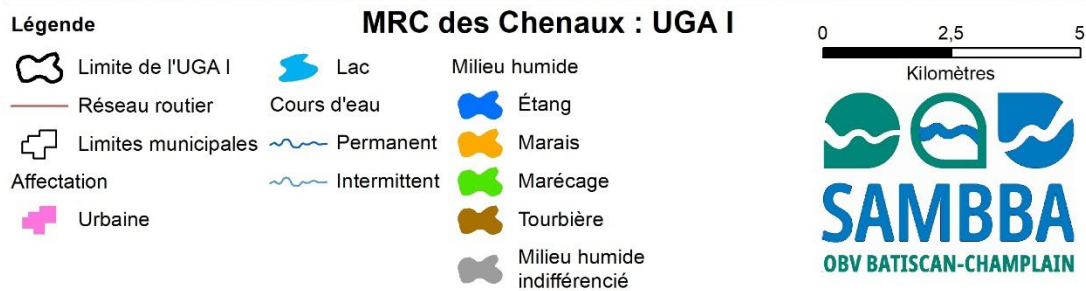 MRC des Chenaux : UGA I
Légende
Limite de l'UGA I
Réseau routier
Limites municipales
Affectation
Urbaine
Lac
Cours d'eau
Permanent
Intermittent
Milieu humide
Étang
Marais
Marécage
Tourbière
Milieu humide
indifférencié
0 2,5 5
Kilomètres
SAMBBA
OBV BATISCAN-CHAMPLAIN